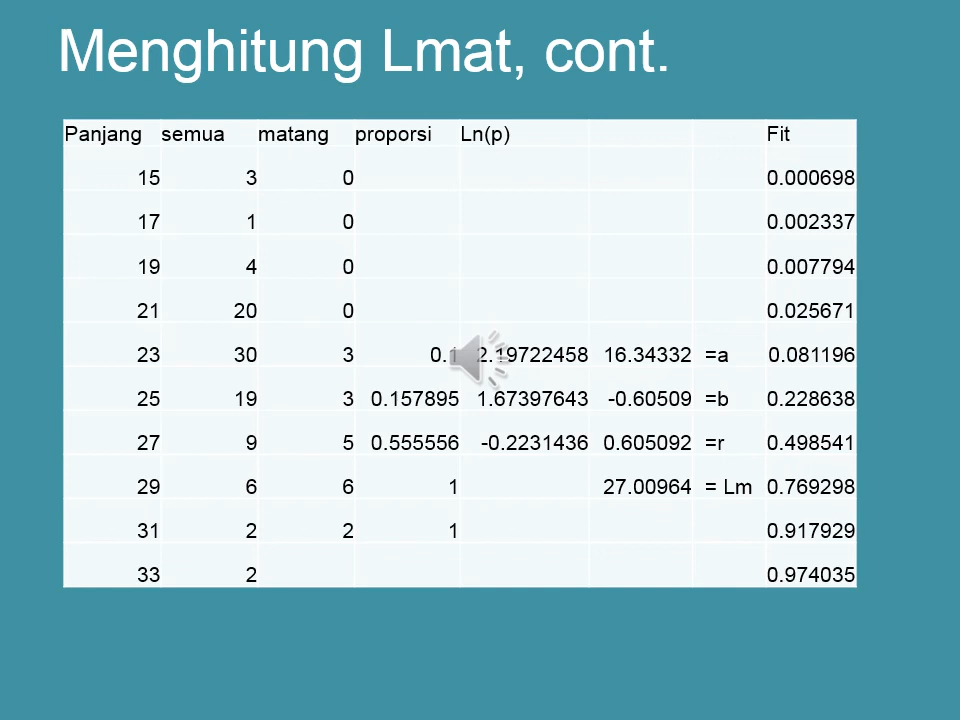 Menghitung Lmat, cont.
Panjang semua matang proporsi Ln(p) Fit
15 3 0 0.000698
17 1 0 0.002337
19 4 0 0.007794
21 20 0 0.025671
23 30 3 0.1 2.19722458 16.34332 =a 0.081196
25 19 3 0.157895 1.67397643 -0.60509 =b 0.228638
27 9 5 0.555556 -0.2231436 0.605092 =r 0.498541
29 6 6 1 27.00964 = Lm 0.769298
31 2 2 1 0.917929
33 2 0.974035